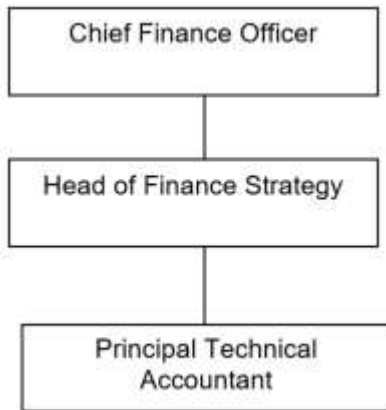 Chief Finance Officer
Head of Finance Strategy
Principal Technical
Accountant